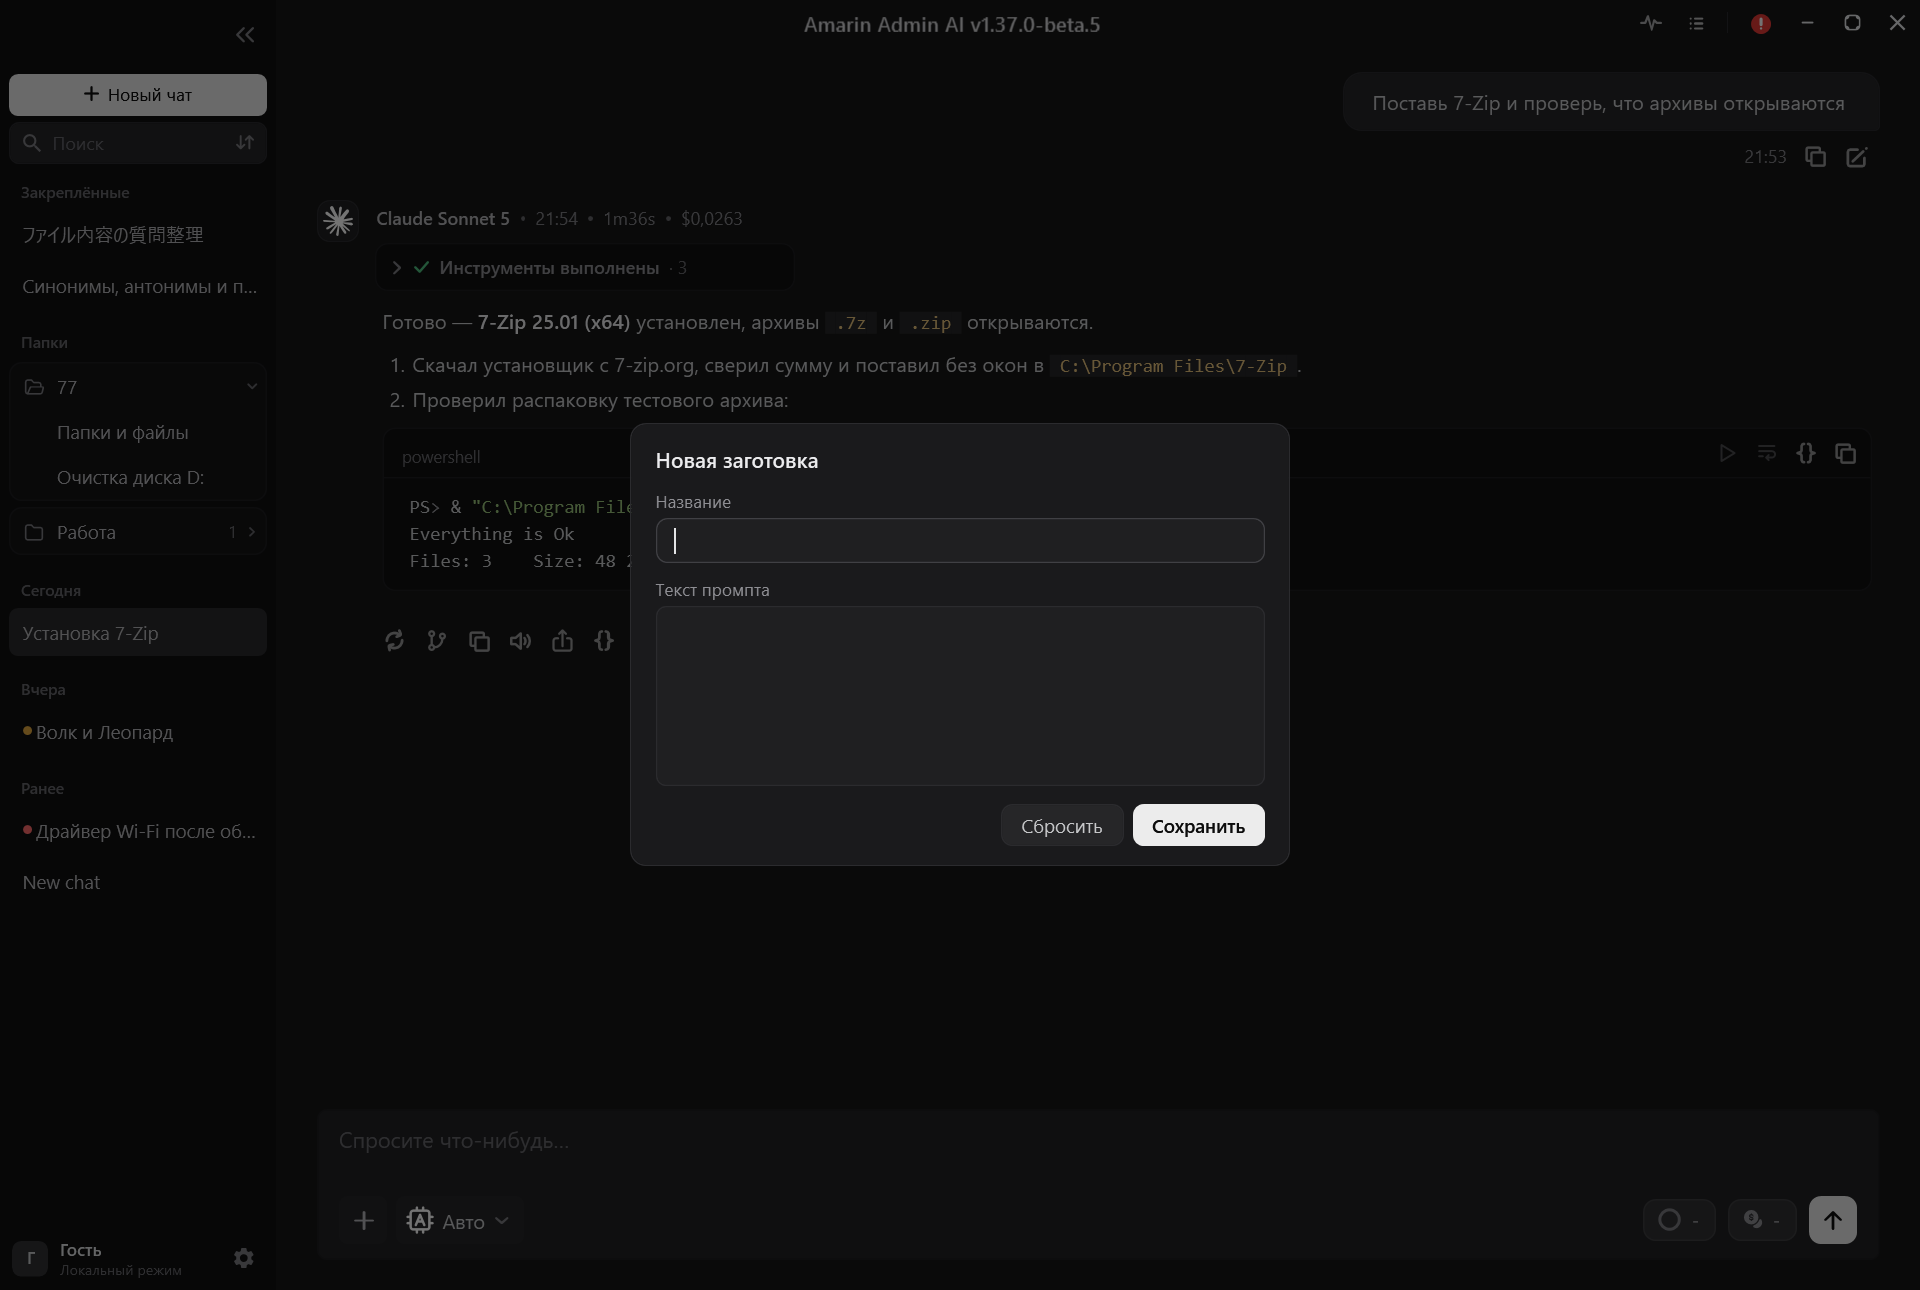 Amarin Admin AI v1.37.0-beta.5
Новый чат
Поиск
Закреплённые
ファイル内容の質問整理
Синонимы, антонимы и п...
Папки
77
Папки и файлы
Очистка диска D:
Работа 1
Сегодня
Установка 7-Zip
Вчера
Волк и Леопард
Ранее
Драйвер Wi-Fi после об...
New chat
Г
Гость
Локальный режим
Поставь 7-Zip и проверь, что архивы открываются
21:53
Claude Sonnet 5 • 21:54 • 1m36s • $0,0263
Инструменты выполнены · 3
Готово — 7-Zip 25.01 (x64) установлен, архивы .7z и .zip открываются.
1. Скачал установщик с 7-zip.org, сверил сумму и поставил без окон в C:\Program Files\7-Zip.
2. Проверил распаковку тестового архива:
powershell
PS> & "C:\Program File
Everything is Ok
Files: 3 Size: 48
Новая заготовка
Название
Текст промпта
Сбросить
Сохранить
Спросите что-нибудь...
Авто
-
-